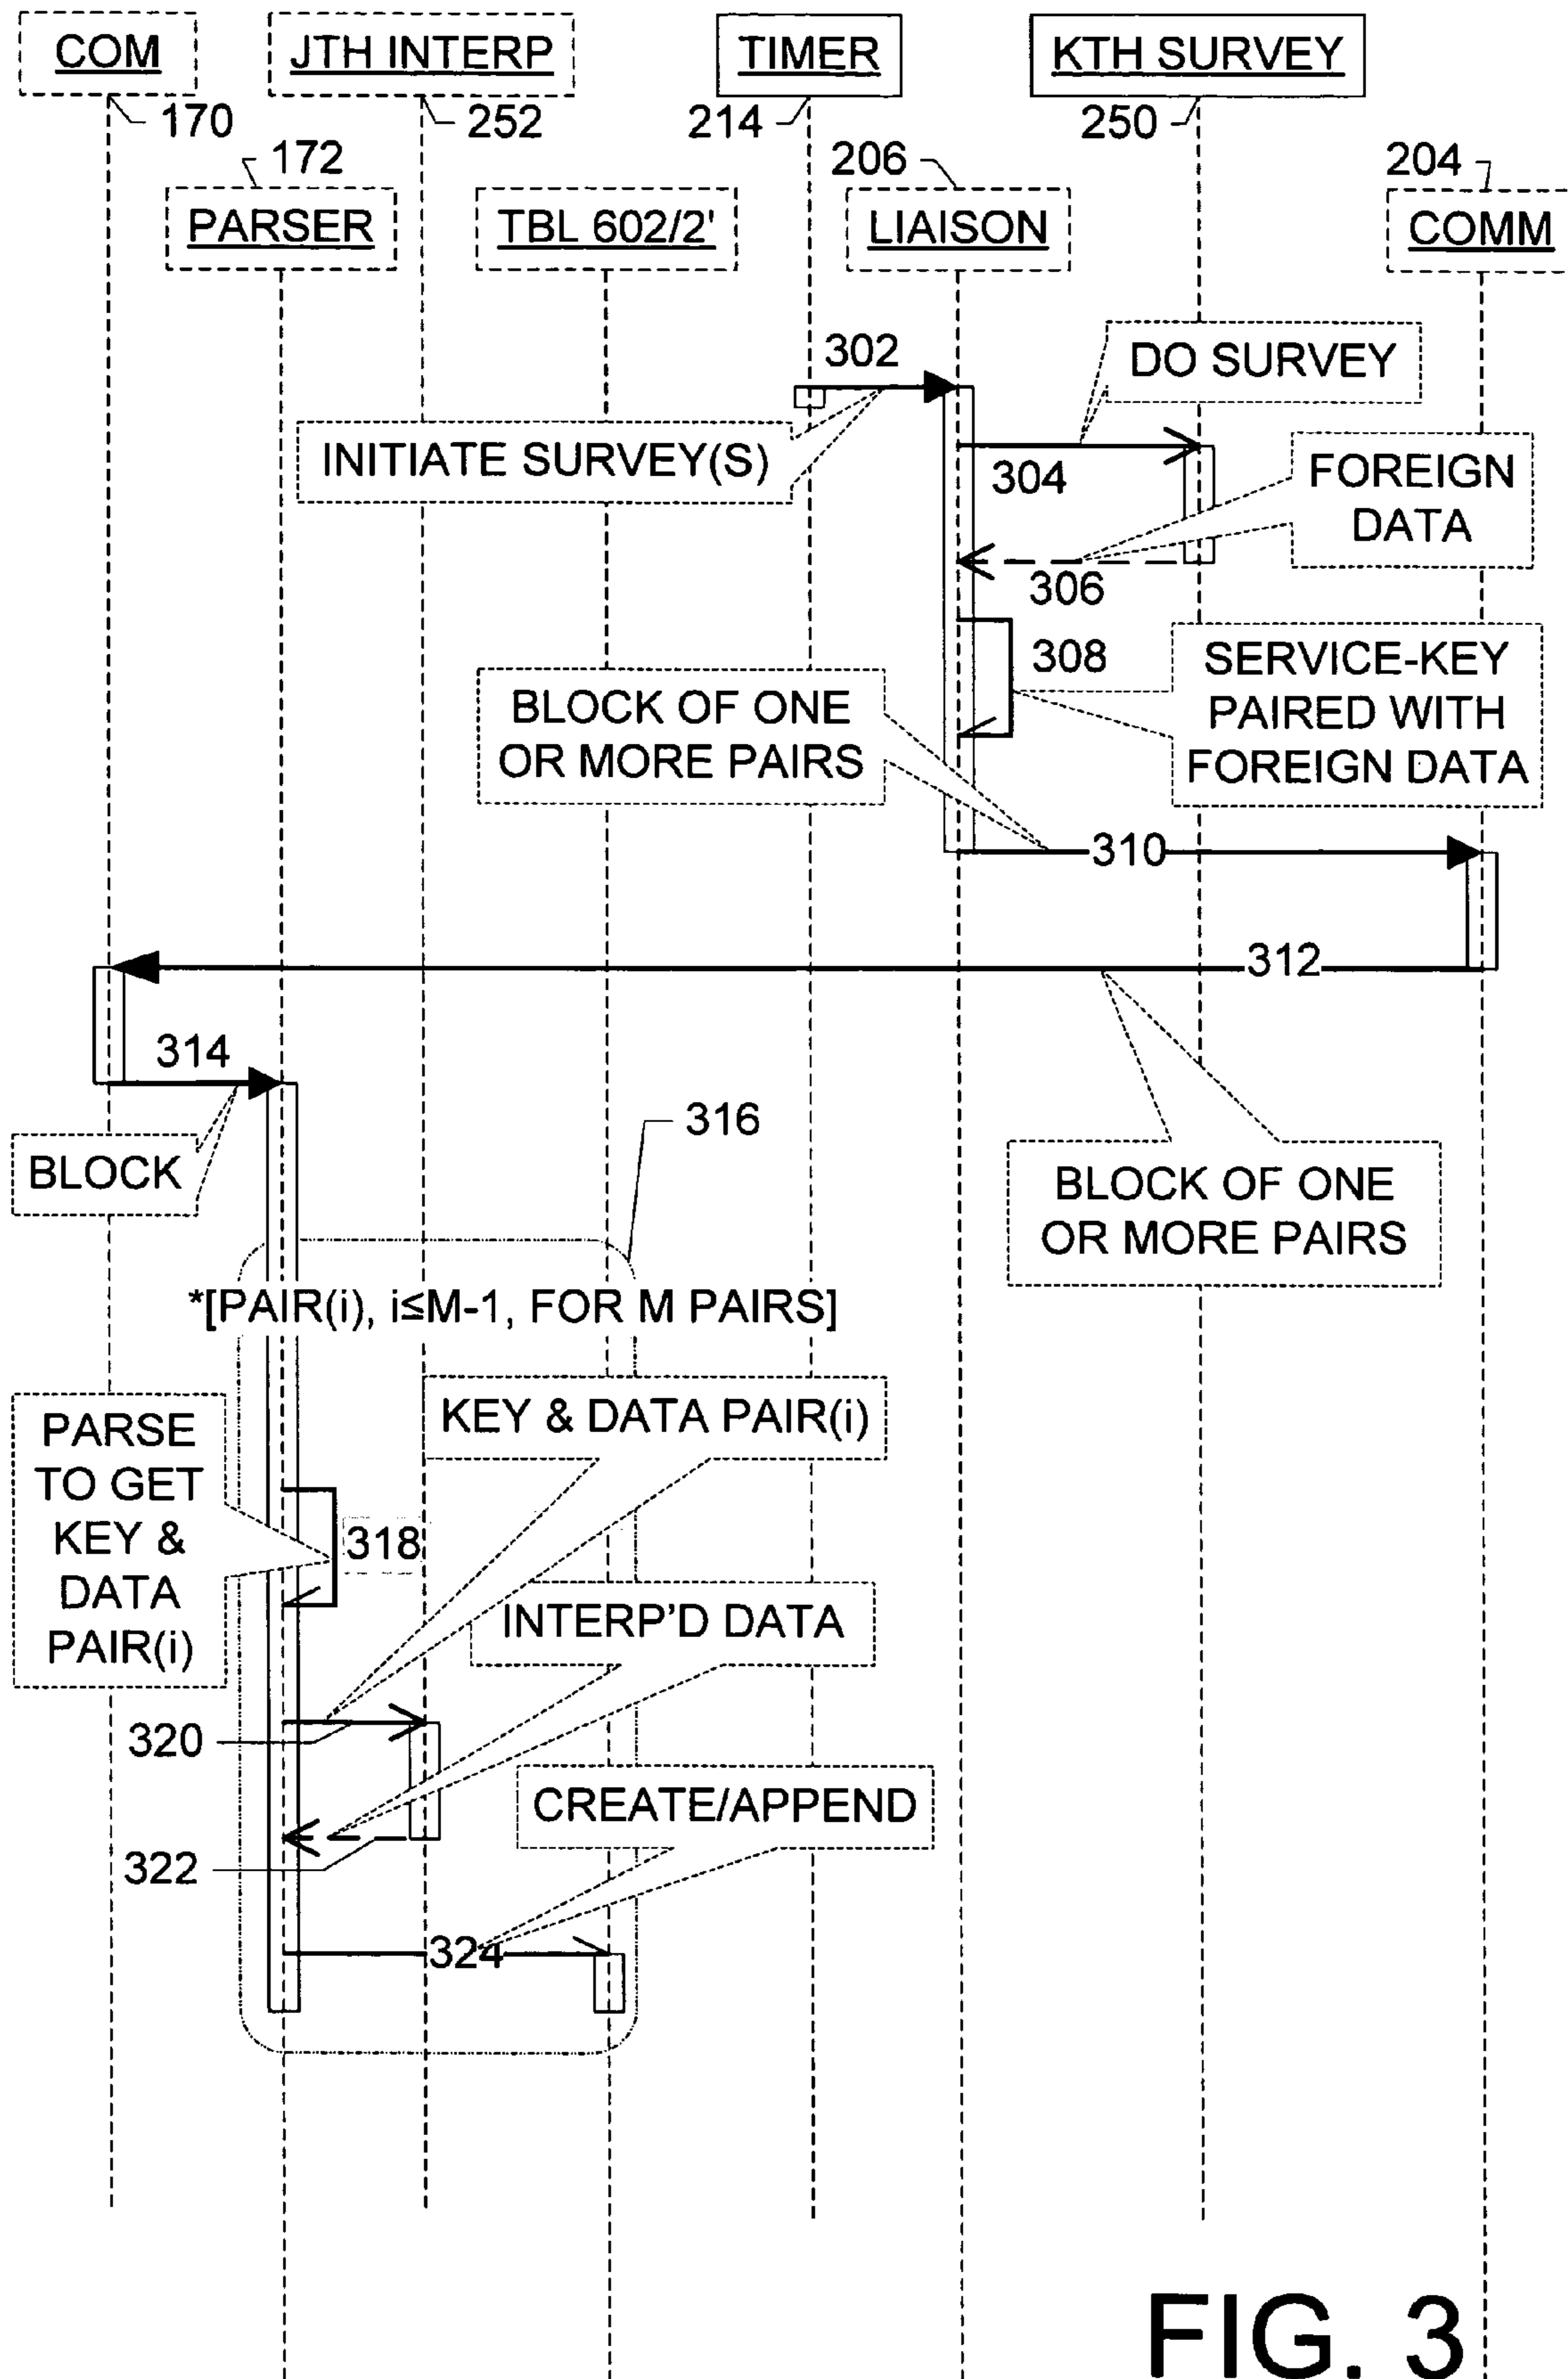 COM
JTH INTERP
TIMER
KTH SURVEY
170
252
214
250
172
206
204
PARSER
TBL 602/2'
LIAISON
COMM
302
DO SURVEY
INITIATE SURVEY(S)
304
FOREIGN
DATA
306
308
SERVICE-KEY
PAIRED WITH
FOREIGN DATA
BLOCK OF ONE
OR MORE PAIRS
310
312
314
316
BLOCK
BLOCK OF ONE
OR MORE PAIRS
*[PAIR(i), i≤M-1, FOR M PAIRS]
KEY & DATA PAIR(i)
PARSE
TO GET
KEY &
DATA
PAIR(i)
318
INTERP'D DATA
320
CREATE/APPEND
322
324
FIG. 3